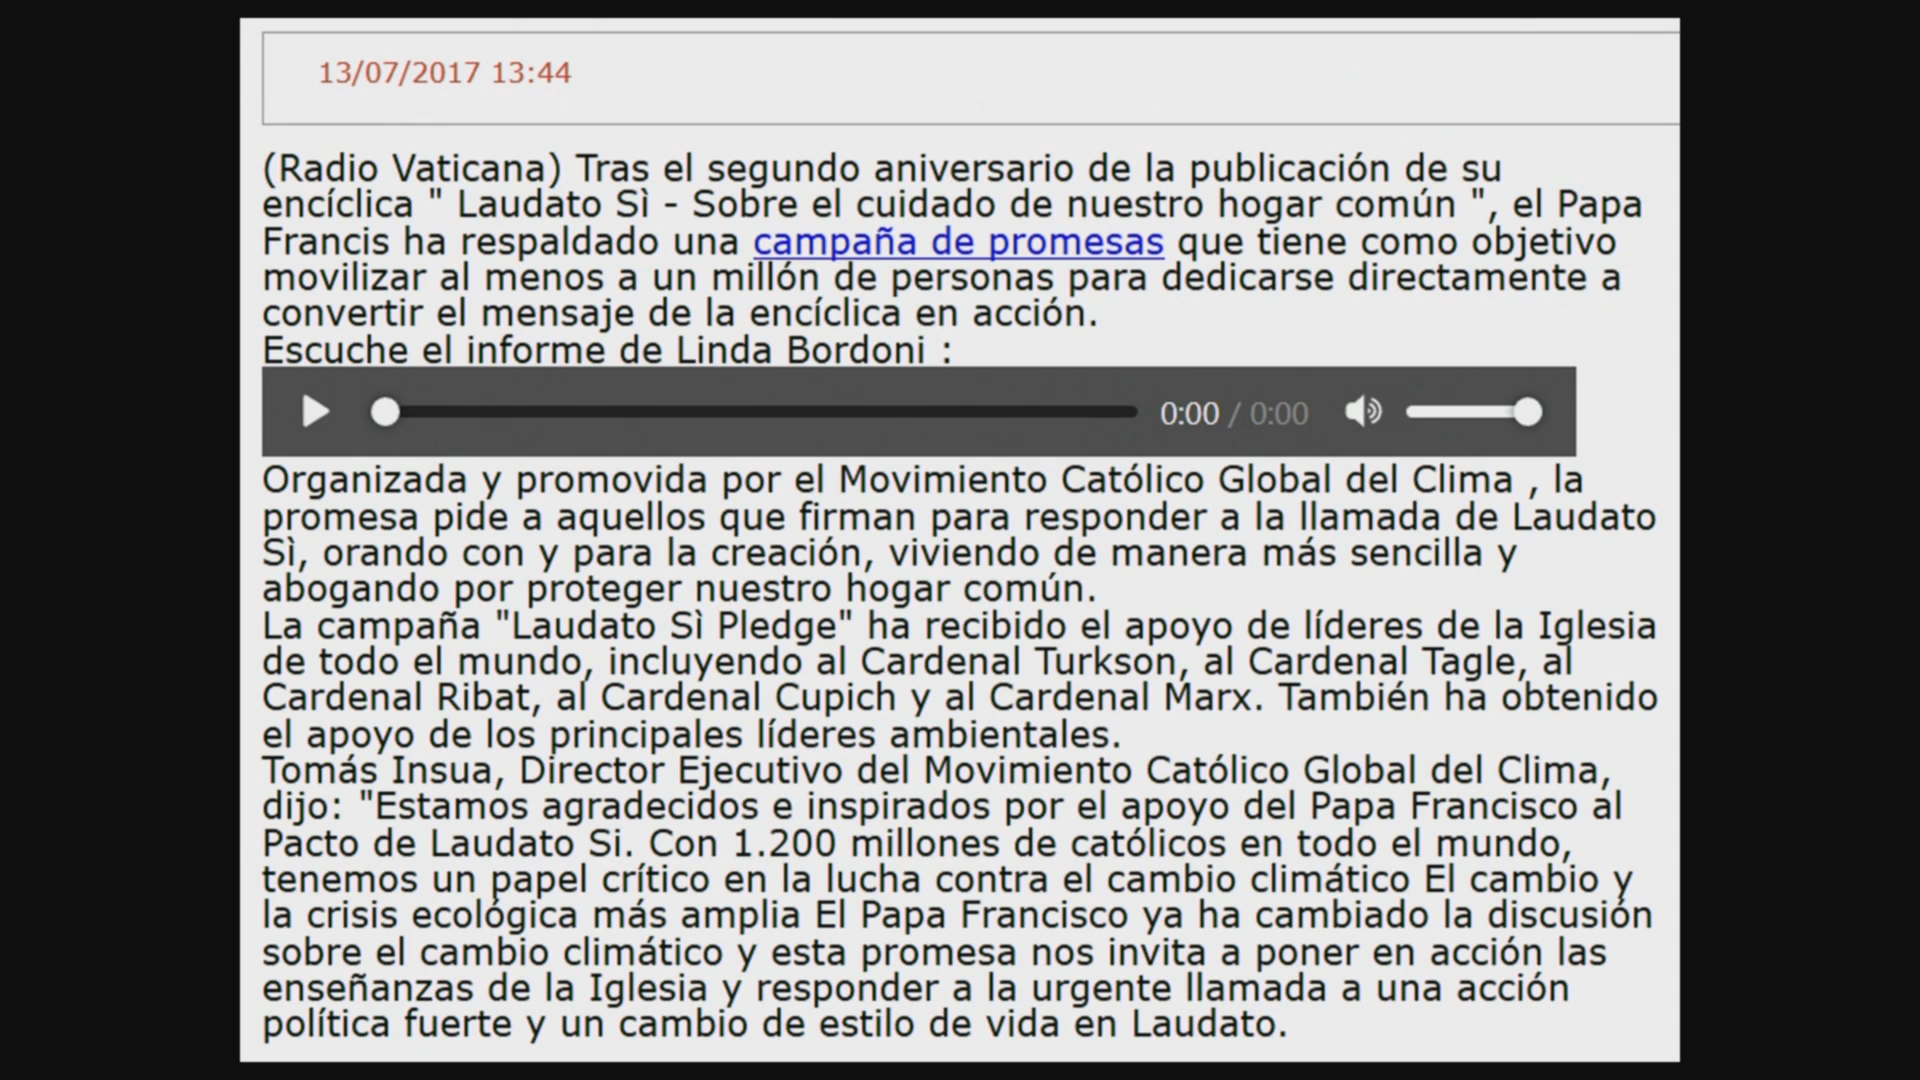 13/07/2017 13:44
(Radio Vaticana) Tras el segundo aniversario de la publicación de su
encíclica " Laudato Sì - Sobre el cuidado de nuestro hogar común ", el Papa
Francis ha respaldado una campaña de promesas que tiene como objetivo
movilizar al menos a un millón de personas para dedicarse directamente a
convertir el mensaje de la encíclica en acción.
Escuche el informe de Linda Bordoni :
0:00 / 0:00
Organizada y promovida por el Movimiento Católico Global del Clima , la
promesa pide a aquellos que firman para responder a la llamada de Laudato
Sì, orando con y para la creación, viviendo de manera más sencilla y
abogando por proteger nuestro hogar común.
La campaña "Laudato Sì Pledge" ha recibido el apoyo de líderes de la Iglesia
de todo el mundo, incluyendo al Cardenal Turkson, al Cardenal Tagle, al
Cardenal Ribat, al Cardenal Cupich y al Cardenal Marx. También ha obtenido
el apoyo de los principales líderes ambientales.
Tomás Insua, Director Ejecutivo del Movimiento Católico Global del Clima,
dijo: "Estamos agradecidos e inspirados por el apoyo del Papa Francisco al
Pacto de Laudato Si. Con 1.200 millones de católicos en todo el mundo,
tenemos un papel crítico en la lucha contra el cambio climático El cambio y
la crisis ecológica más amplia El Papa Francisco ya ha cambiado la discusión
sobre el cambio climático y esta promesa nos invita a poner en acción las
enseñanzas de la Iglesia y responder a la urgente llamada a una acción
política fuerte y un cambio de estilo de vida en Laudato.